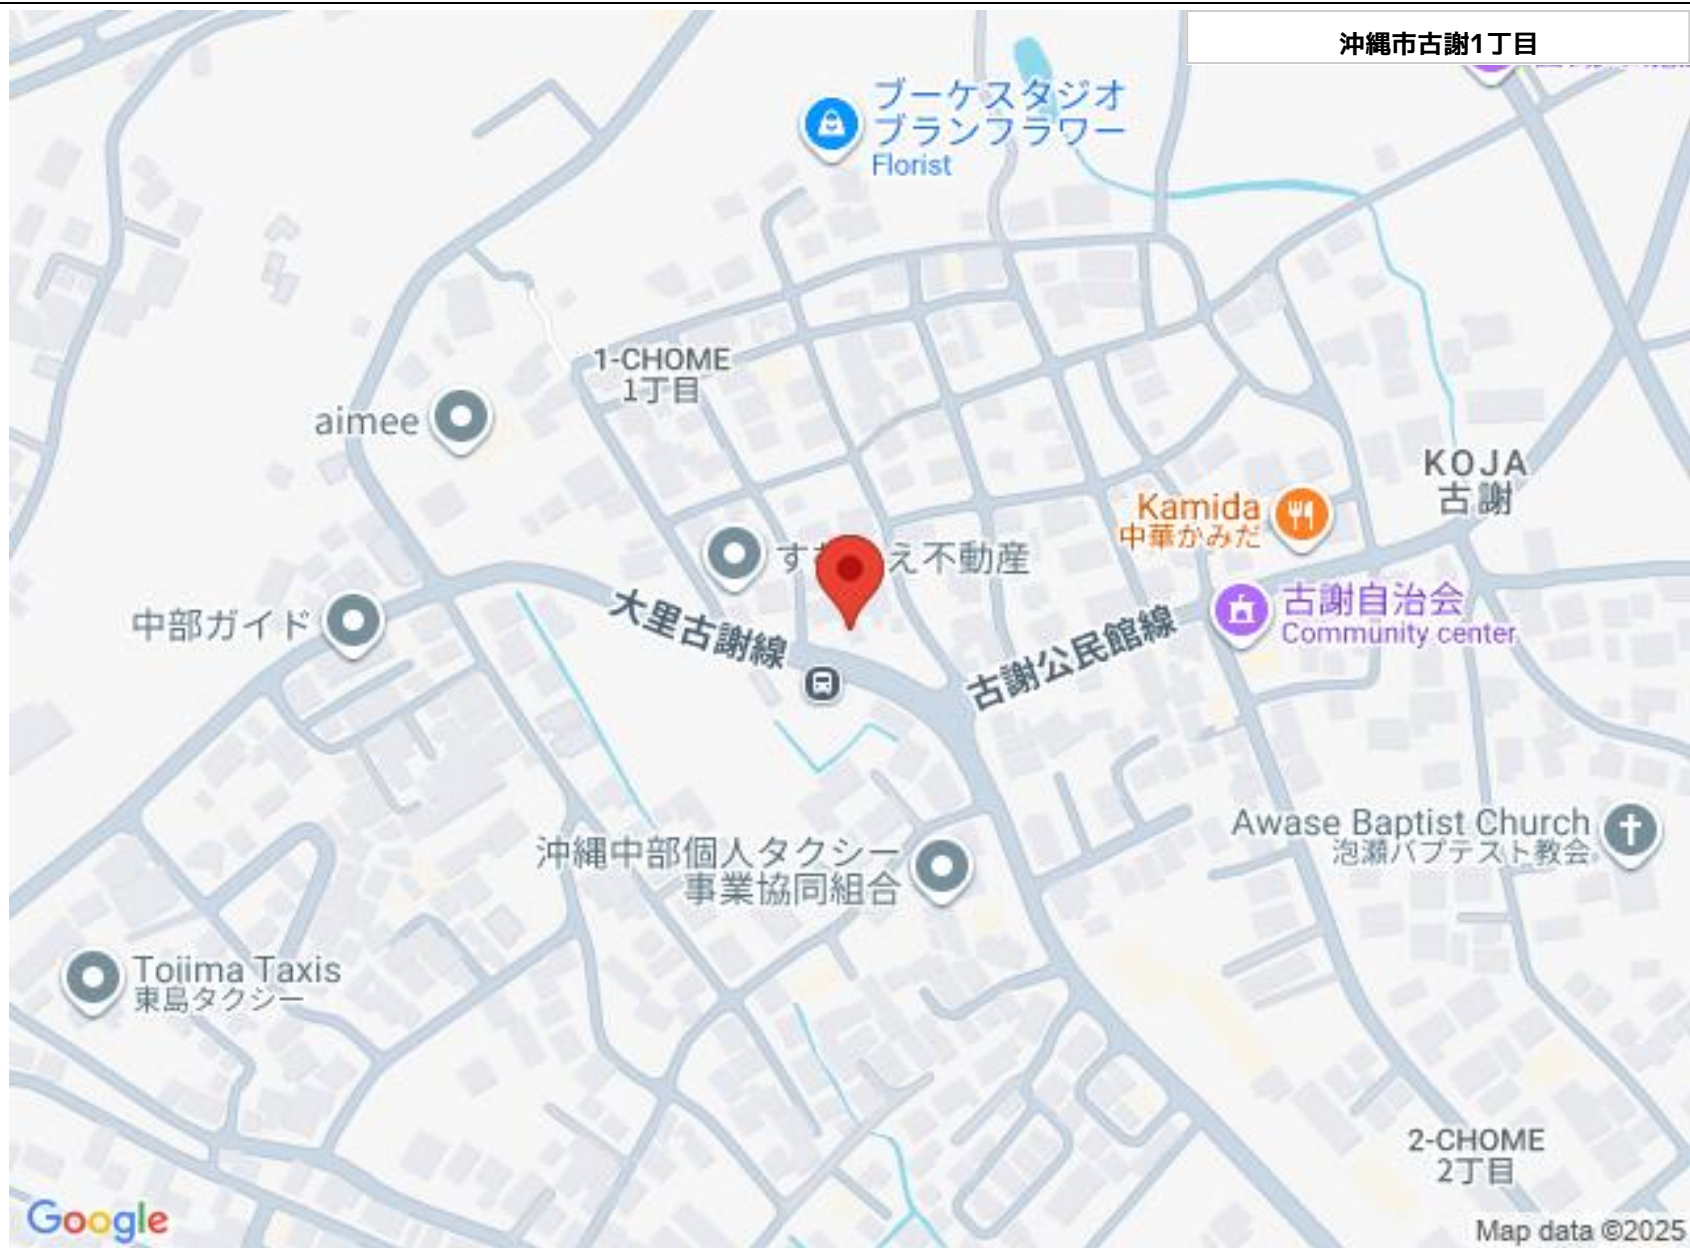 沖縄市古謝1丁目
ブーケスタジオ
ブランフラワー
Florist
1-CHOME
1丁目
aimee
KOJA
古謝
Kamida
中華かみだ
え不動産
古謝自治会
Community center
中部ガイド
大里古謝線
古謝公民館線
Awase Baptist Church
泡瀬バプテスト教会
沖縄中部個人タクシー
事業協同組合
Tojima Taxis
東島タクシー
2-CHOME
2丁目
Google
Map data ©2025